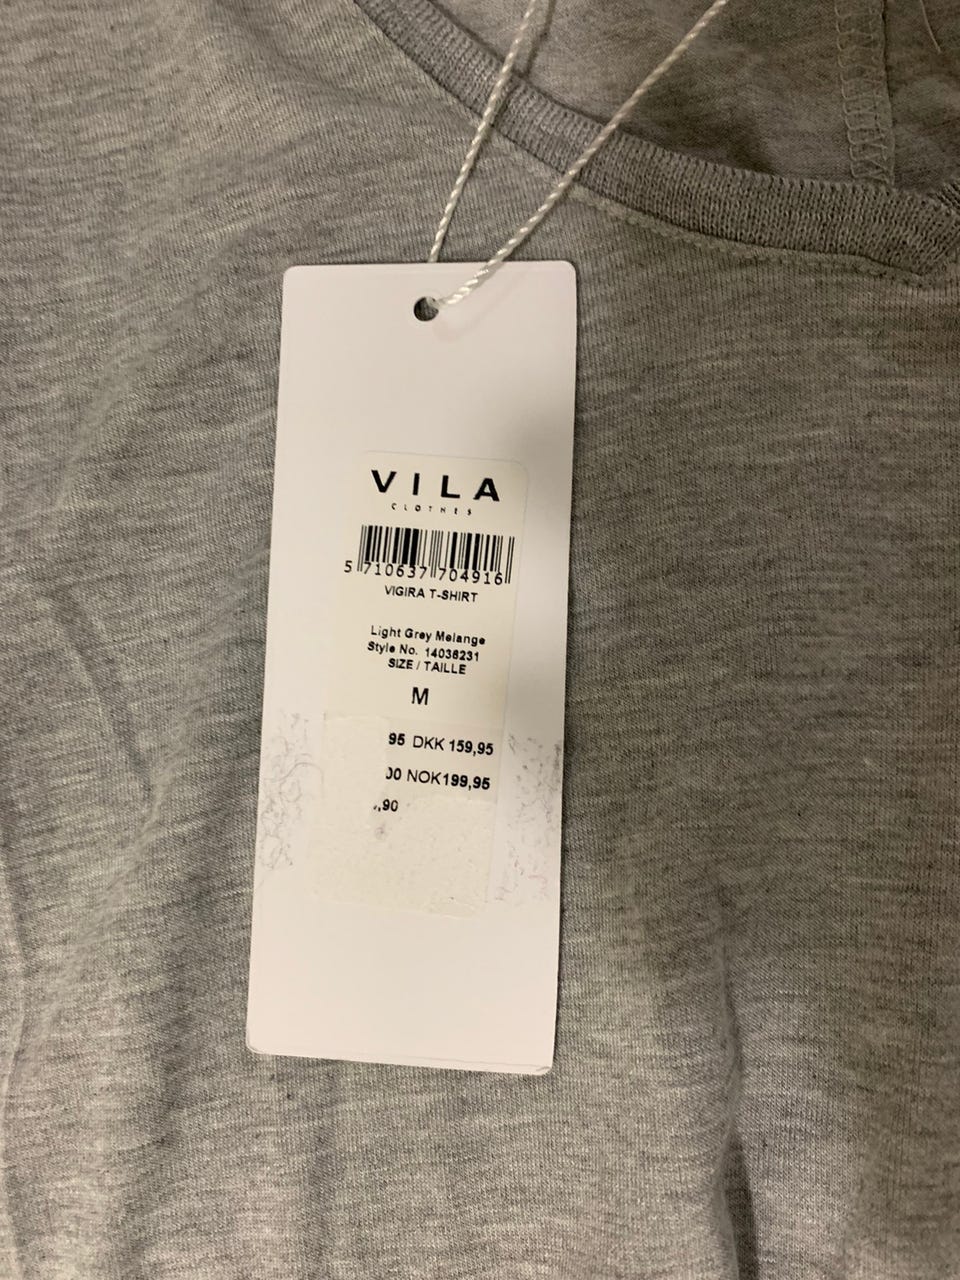 VILA
CLOTHES
5 710637 704916
VIGIRA T-SHIRT
Light Grey Melange
Style No. 14036231
SIZE / TAILLE
M
95 DKK 159,95
00 NOK199,95
,90